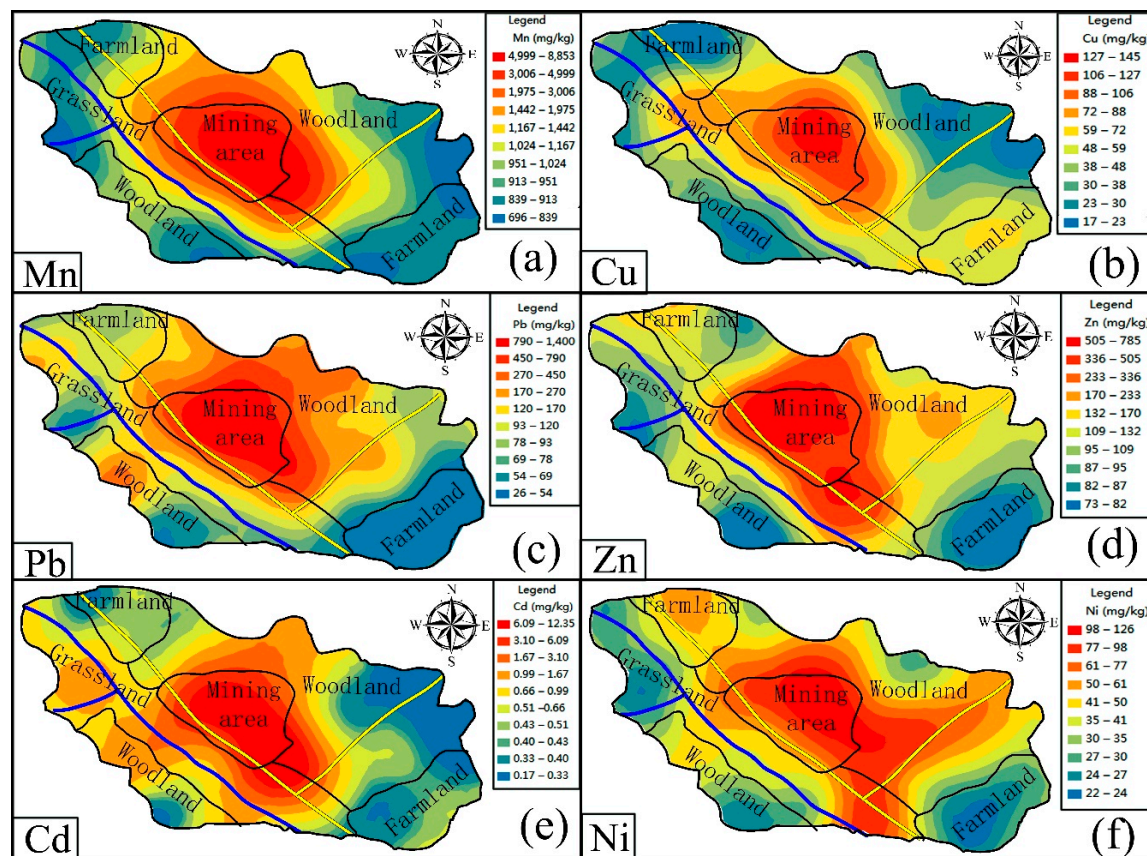 Legend
Mn (mg/kg)
4,999 – 8,853
3,006 – 4,999
1,975 – 3,006
1,442 – 1,975
1,167 – 1,442
1,024 – 1,167
951 – 1,024
913 – 951
839 – 913
696 – 839
N
W
E
S
Farmland
Grassland
Mining
area
Woodland
Woodland
Farmland
Mn
(a)
Legend
Cu (mg/kg)
127 – 145
106 – 127
88 – 106
72 – 88
59 – 72
48 – 59
38 – 48
30 – 38
23 – 30
17 – 23
N
W
E
S
Farmland
Grassland
Mining
area
Woodland
Woodland
Farmland
Cu
(b)
Legend
Pb (mg/kg)
790 – 1,400
450 – 790
270 – 450
170 – 270
120 – 170
93 – 120
78 – 93
69 – 78
54 – 69
26 – 54
N
W
E
S
Farmland
Grassland
Mining
area
Woodland
Woodland
Farmland
Pb
(c)
Legend
Zn (mg/kg)
505 – 785
336 – 505
233 – 336
170 – 233
132 – 170
109 – 132
95 – 109
87 – 95
82 – 87
73 – 82
N
W
E
S
Farmland
Grassland
Mining
area
Woodland
Woodland
Farmland
Zn
(d)
Legend
Cd (mg/kg)
6.09 – 12.35
3.10 – 6.09
1.67 – 3.10
0.99 – 1.67
0.66 – 0.99
0.51 –0.66
0.43 – 0.51
0.40 – 0.43
0.33 – 0.40
0.17 – 0.33
N
W
E
S
Farmland
Grassland
Mining
area
Woodland
Woodland
Farmland
Cd
(e)
Legend
Ni (mg/kg)
98 – 126
77 – 98
61 – 77
50 – 61
41 – 50
35 – 41
30 – 35
27 – 30
24 – 27
22 – 24
N
W
E
S
Farmland
Grassland
Mining
area
Woodland
Woodland
Farmland
Ni
(f)